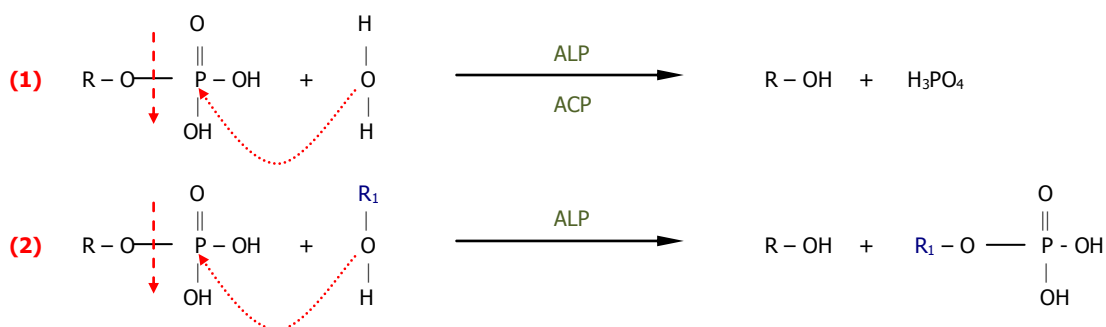 O H
ALP
(1) R – O P – OH + O R – OH + H₃PO₄
ACP
OH H
O R₁ O
ALP
(2) R – O P – OH + O R – OH + R₁ – O P - OH
OH H OH